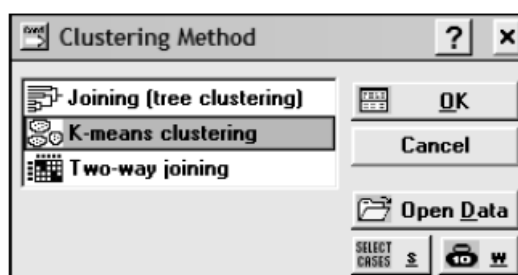 Clustering Method
?
×
Joining (tree clustering)
K-means clustering
Two-way joining
OK
Cancel
Open Data
SELECT CASES S
W